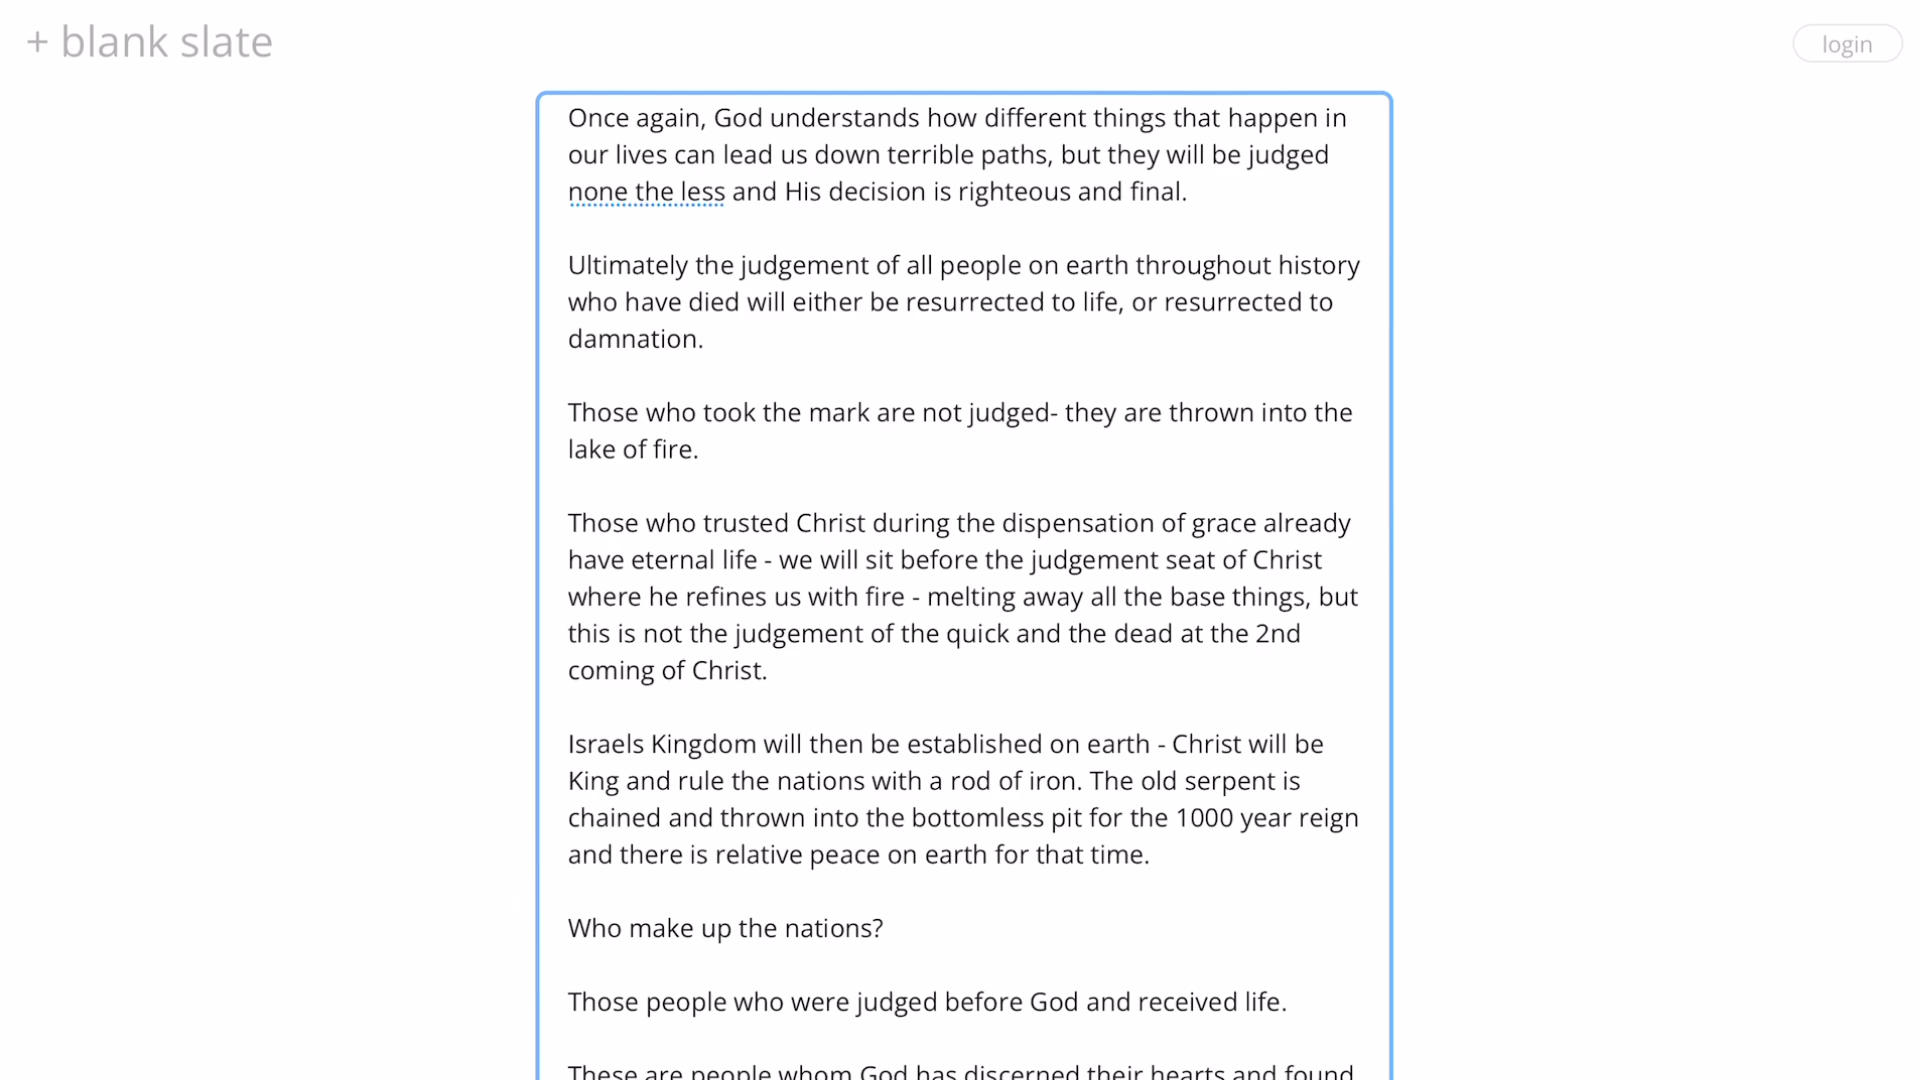 + blank slate
login
Once again, God understands how different things that happen in
our lives can lead us down terrible paths, but they will be judged
none the less and His decision is righteous and final.
Ultimately the judgement of all people on earth throughout history
who have died will either be resurrected to life, or resurrected to
damnation.
Those who took the mark are not judged- they are thrown into the
lake of fire.
Those who trusted Christ during the dispensation of grace already
have eternal life - we will sit before the judgement seat of Christ
where he refines us with fire - melting away all the base things, but
this is not the judgement of the quick and the dead at the 2nd
coming of Christ.
Israels Kingdom will then be established on earth - Christ will be
King and rule the nations with a rod of iron. The old serpent is
chained and thrown into the bottomless pit for the 1000 year reign
and there is relative peace on earth for that time.
Who make up the nations?
Those people who were judged before God and received life.
These are people whom God has discerned their hearts and found